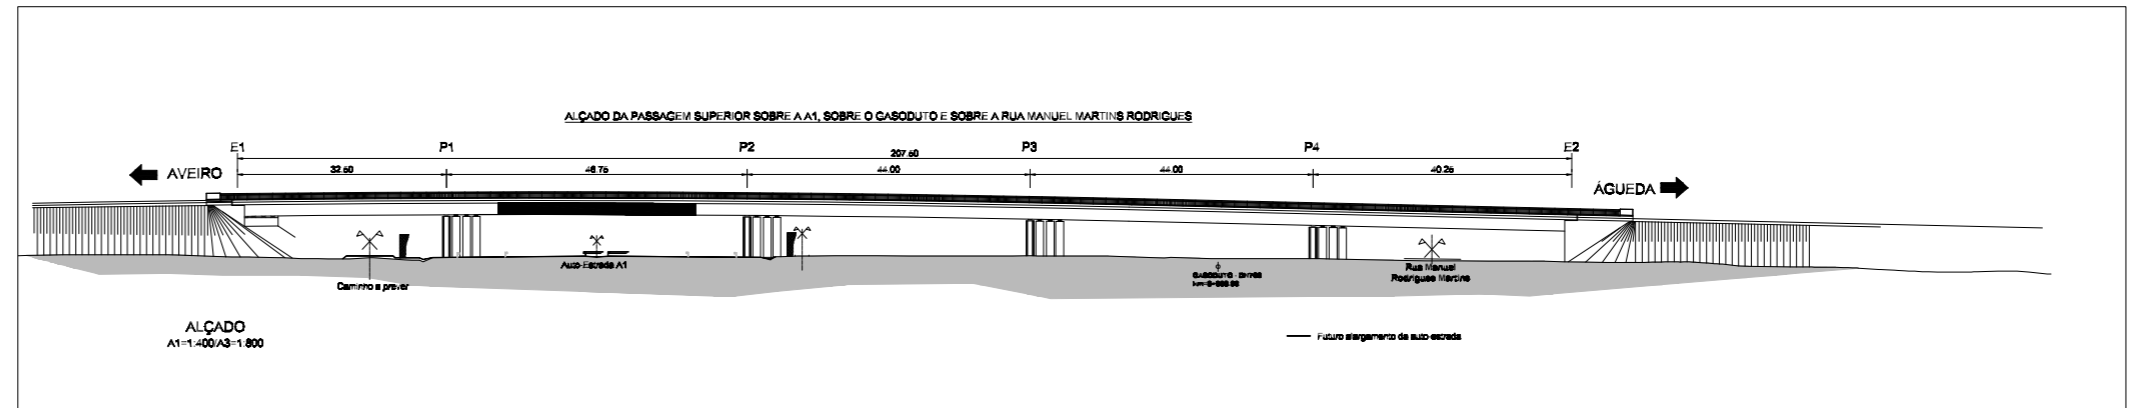 ALÇADO DA PASSAGEM SUPERIOR SOBRE A A1, SOBRE O GASODUTO E SOBRE A RUA MANUEL MARTINS RODRIGUES
E1 P1 P2 P3 P4 E2
207.50
AVEIRO
32.50 46.75 44.00 44.00 40.25
ÁGUEDA
Auto-Estrada A1
Caminho a prever
GASODUTO
Rua Manuel
Rodrigues Martins
ALÇADO
A1=1:400/A3=1:800
Futuro alargamento da auto-estrada